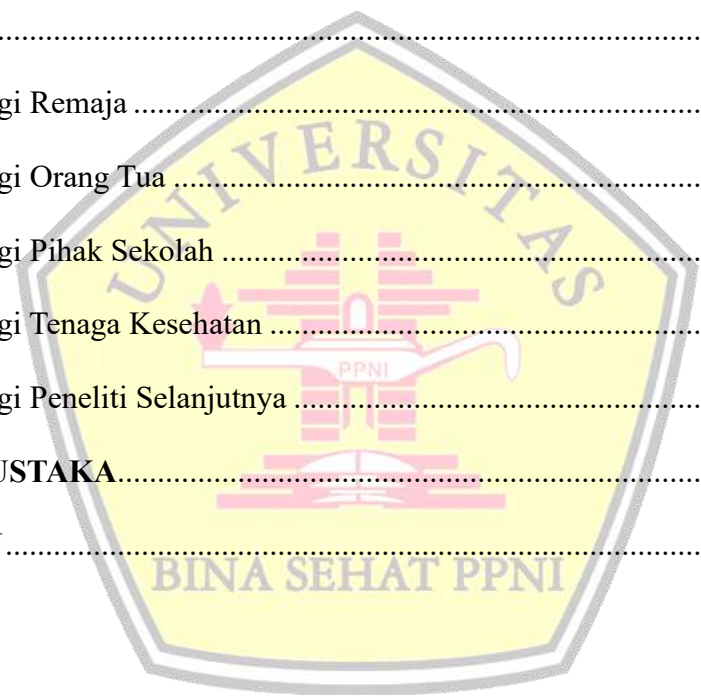 ..........................................................................................
gi Remaja ......................................................................
gi Orang Tua .................................................................
gi Pihak Sekolah ...........................................................
gi Tenaga Kesehatan .....................................................
gi Peneliti Selanjutnya ..................................................
USTAKA.........................................................................
.......................................................................................
UNIVERSITAS
PPNI
BINA SEHAT PPNI